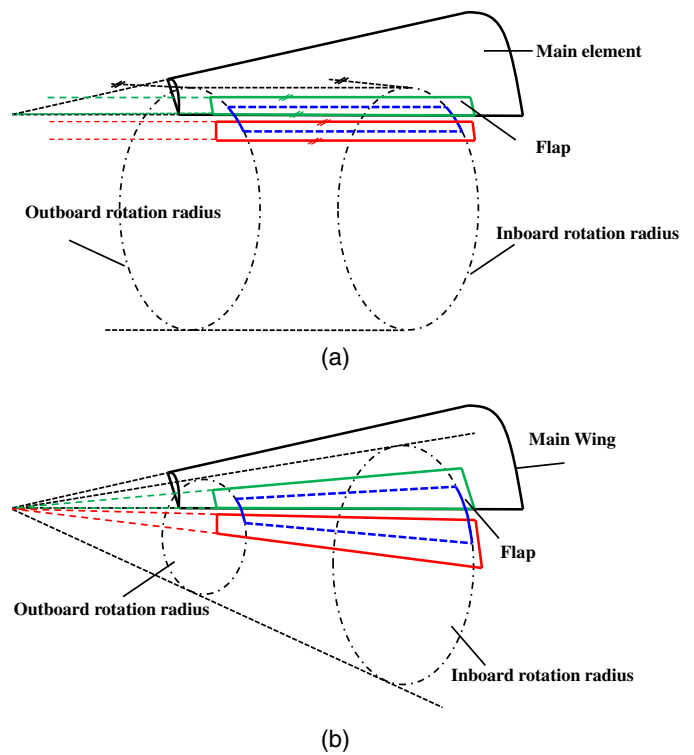 Main element
Flap
Outboard rotation radius
Inboard rotation radius
(a)
Main Wing
Flap
Outboard rotation radius
Inboard rotation radius
(b)